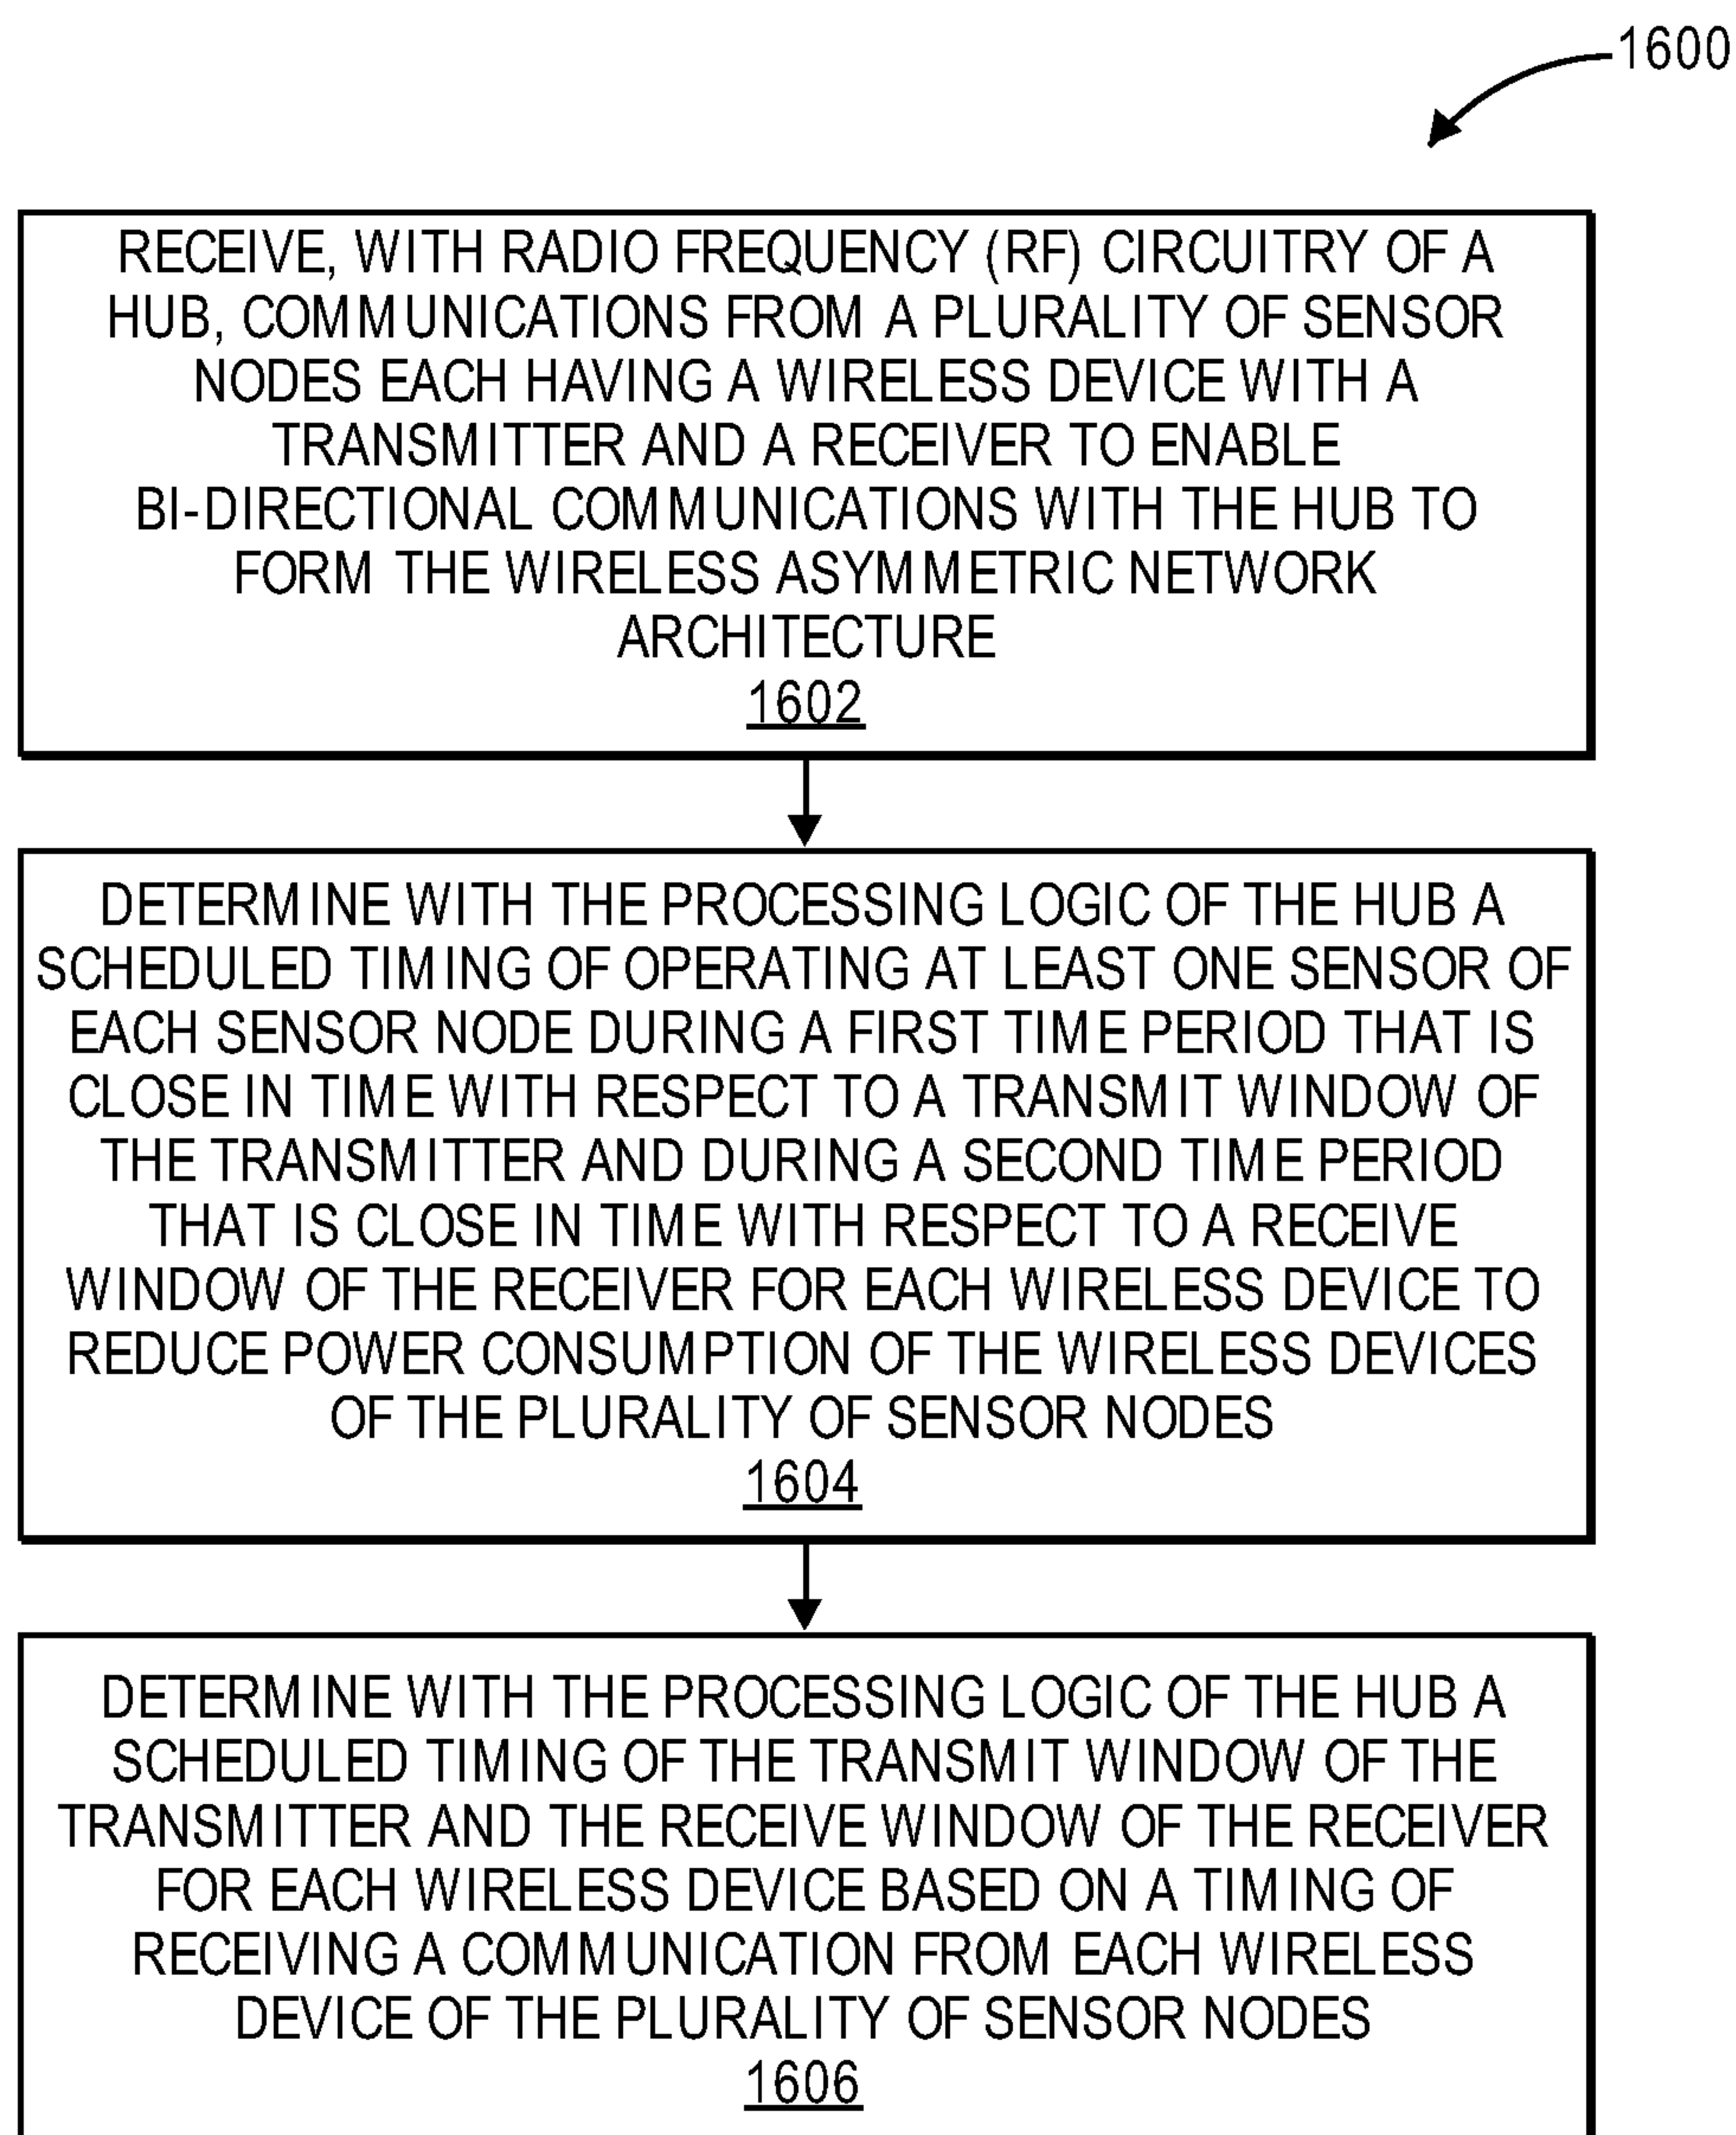 1600
RECEIVE, WITH RADIO FREQUENCY (RF) CIRCUITRY OF A
HUB, COMMUNICATIONS FROM A PLURALITY OF SENSOR
NODES EACH HAVING A WIRELESS DEVICE WITH A
TRANSMITTER AND A RECEIVER TO ENABLE
BI-DIRECTIONAL COMMUNICATIONS WITH THE HUB TO
FORM THE WIRELESS ASYMMETRIC NETWORK
ARCHITECTURE
1602
DETERMINE WITH THE PROCESSING LOGIC OF THE HUB A
SCHEDULED TIMING OF OPERATING AT LEAST ONE SENSOR OF
EACH SENSOR NODE DURING A FIRST TIME PERIOD THAT IS
CLOSE IN TIME WITH RESPECT TO A TRANSMIT WINDOW OF
THE TRANSMITTER AND DURING A SECOND TIME PERIOD
THAT IS CLOSE IN TIME WITH RESPECT TO A RECEIVE
WINDOW OF THE RECEIVER FOR EACH WIRELESS DEVICE TO
REDUCE POWER CONSUMPTION OF THE WIRELESS DEVICES
OF THE PLURALITY OF SENSOR NODES
1604
DETERMINE WITH THE PROCESSING LOGIC OF THE HUB A
SCHEDULED TIMING OF THE TRANSMIT WINDOW OF THE
TRANSMITTER AND THE RECEIVE WINDOW OF THE RECEIVER
FOR EACH WIRELESS DEVICE BASED ON A TIMING OF
RECEIVING A COMMUNICATION FROM EACH WIRELESS
DEVICE OF THE PLURALITY OF SENSOR NODES
1606